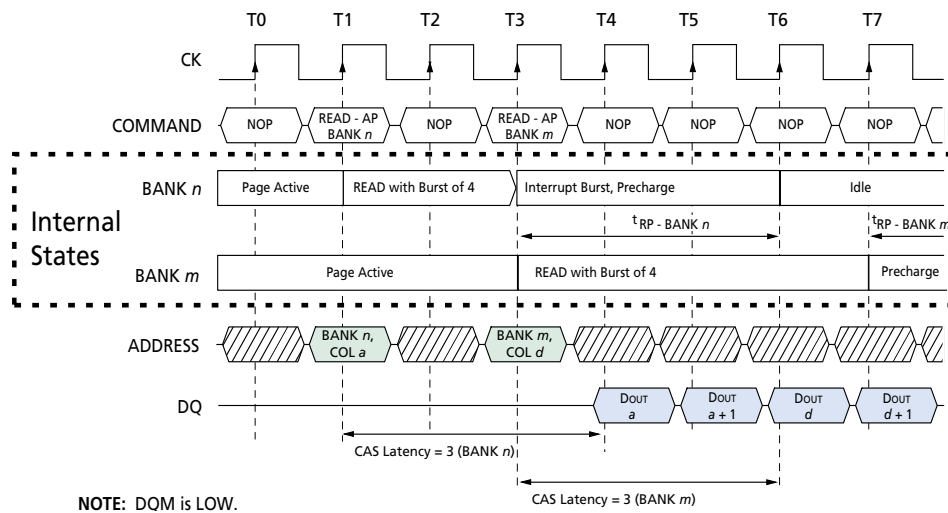 T0 T1 T2 T3 T4 T5 T6 T7
CK
COMMAND NOP READ - AP NOP READ - AP NOP NOP NOP NOP
BANK n BANK m
Internal
States
BANK n Page Active READ with Burst of 4 Interrupt Burst, Precharge Idle
tRP - BANK n tRP - BANK m
BANK m Page Active READ with Burst of 4 Precharge
ADDRESS BANK n, BANK m,
COL a COL d
DQ DOUT DOUT DOUT DOUT
a a + 1 d d + 1
CAS Latency = 3 (BANK n)
CAS Latency = 3 (BANK m)
NOTE: DQM is LOW.